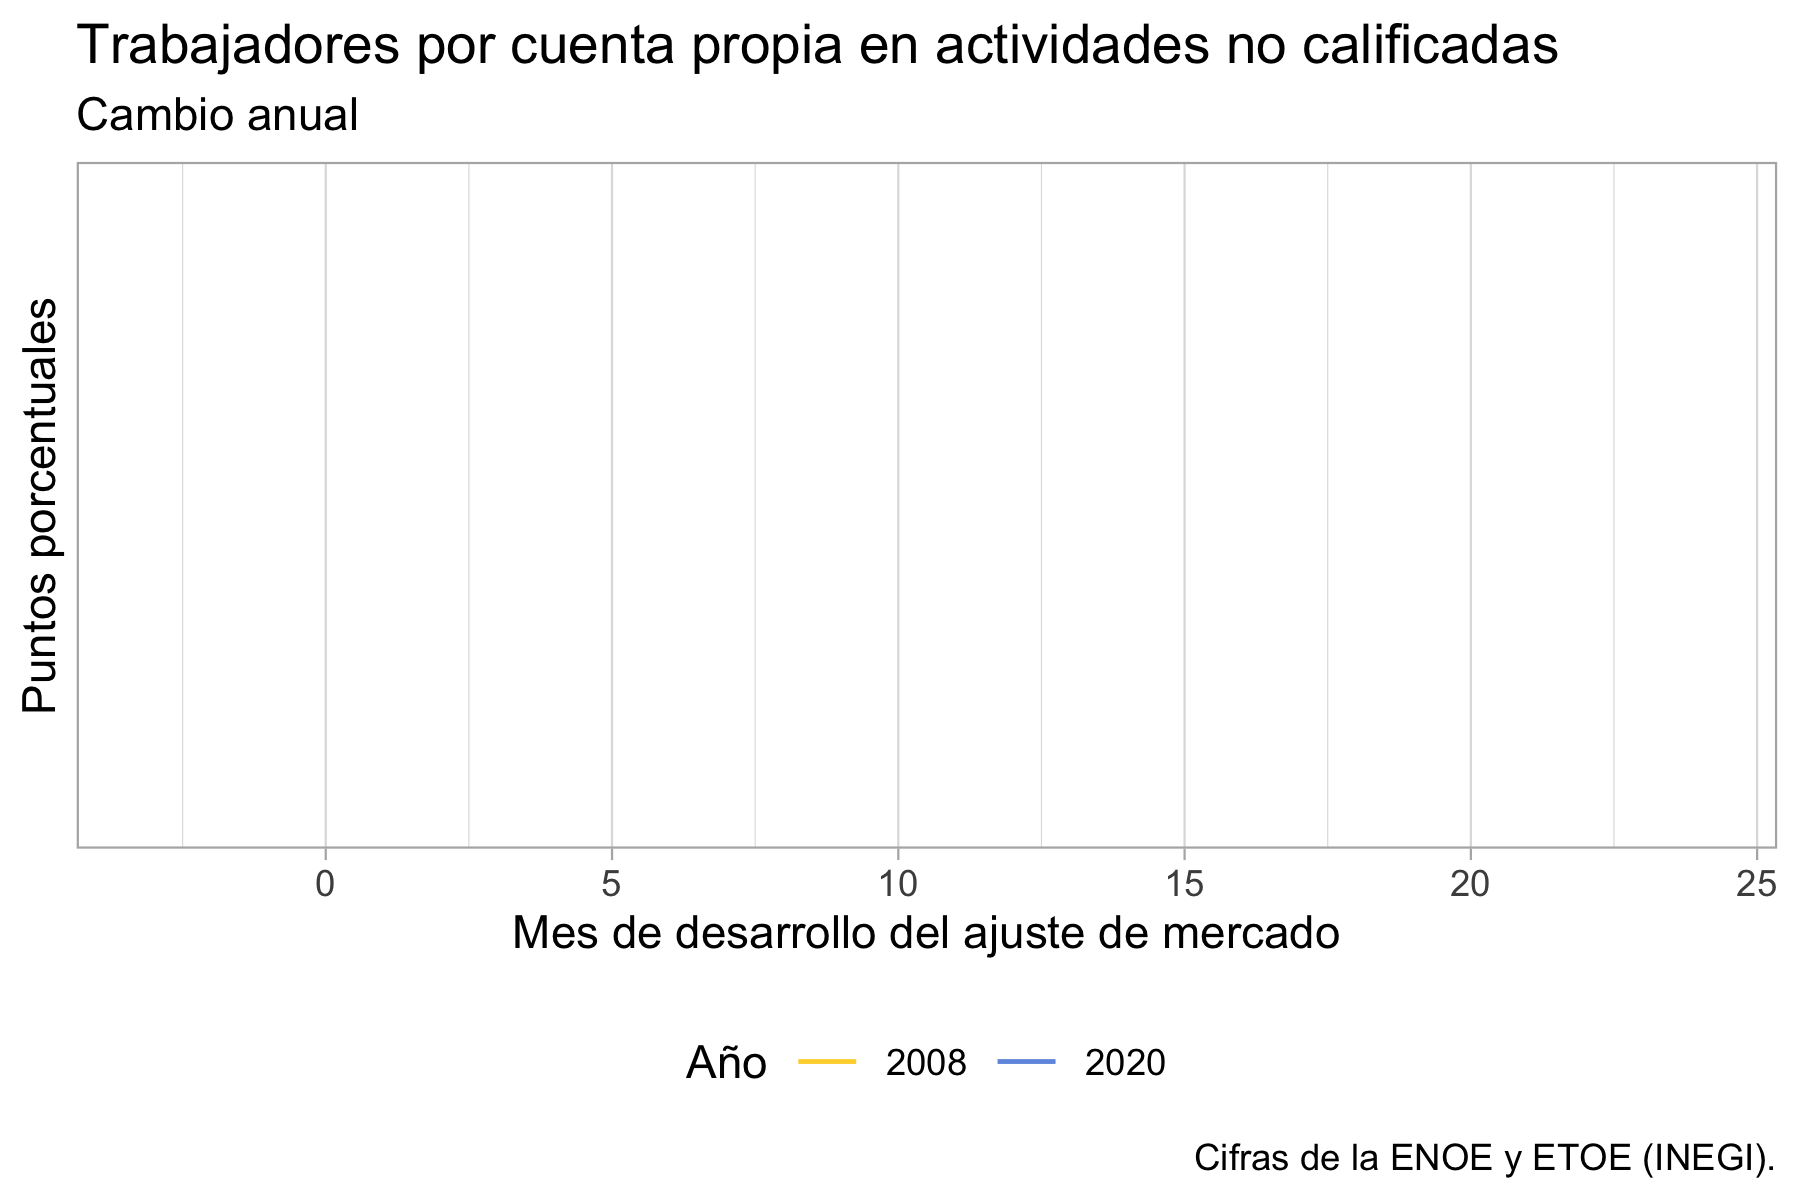 Trabajadores por cuenta propia en actividades no calificadas
Cambio anual
Puntos porcentuales
0 5 10 15 20 25
Mes de desarrollo del ajuste de mercado
Año 2008 2020
Cifras de la ENOE y ETOE (INEGI).